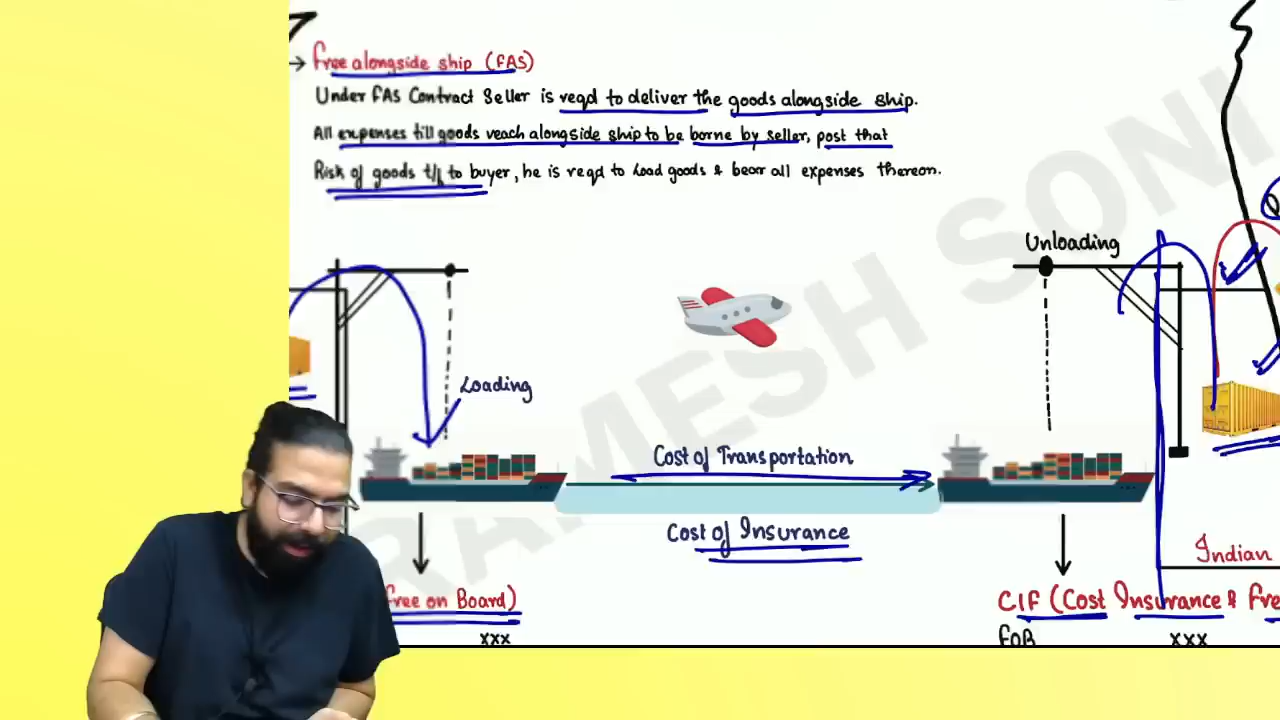 → Free alongside ship (FAS)
Under FAS Contract Seller is reqd to deliver the goods alongside ship.
All expenses till goods reach alongside ship to be borne by seller, post that
Risk of goods t/f to buyer, he is reqd to load goods & bear all expenses thereon.
Unloading
Loading
Cost of Transportation
Cost of Insurance
Indian
Free on Board)
CIF (Cost Insurance & Fre
xxx
FOB xxx
RAMESH SONI